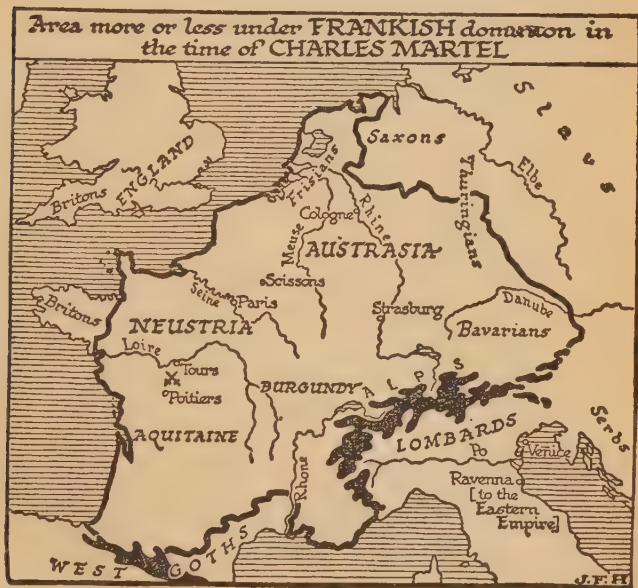 Area more or less under FRANKISH dominion in
the time of CHARLES MARTEL
Slavs
Saxons
Elbe
Thuringians
ENGLAND
Britons
Frisians
Cologne
Rhine
Meuse
AUSTRASIA
Soissons
Seine
Paris
Strasburg
Danube
Bavarians
Britons
NEUSTRIA
Loire
Tours
Poitiers
BURGUNDY
ALPS
AQUITAINE
LOMBARDS
Serbs
Po
Venice
Rhone
Ravenna
[to the
Eastern
Empire]
WEST GOTHS
J.F.H